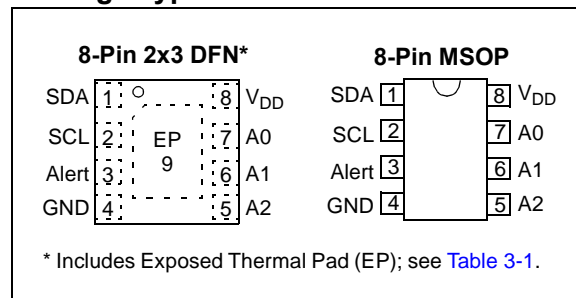 8-Pin 2x3 DFN*
SDA 1 8 VDD
SCL 2 EP 7 A0
Alert 3 9 6 A1
GND 4 5 A2
8-Pin MSOP
SDA 1 8 VDD
SCL 2 7 A0
Alert 3 6 A1
GND 4 5 A2
* Includes Exposed Thermal Pad (EP); see Table 3-1.